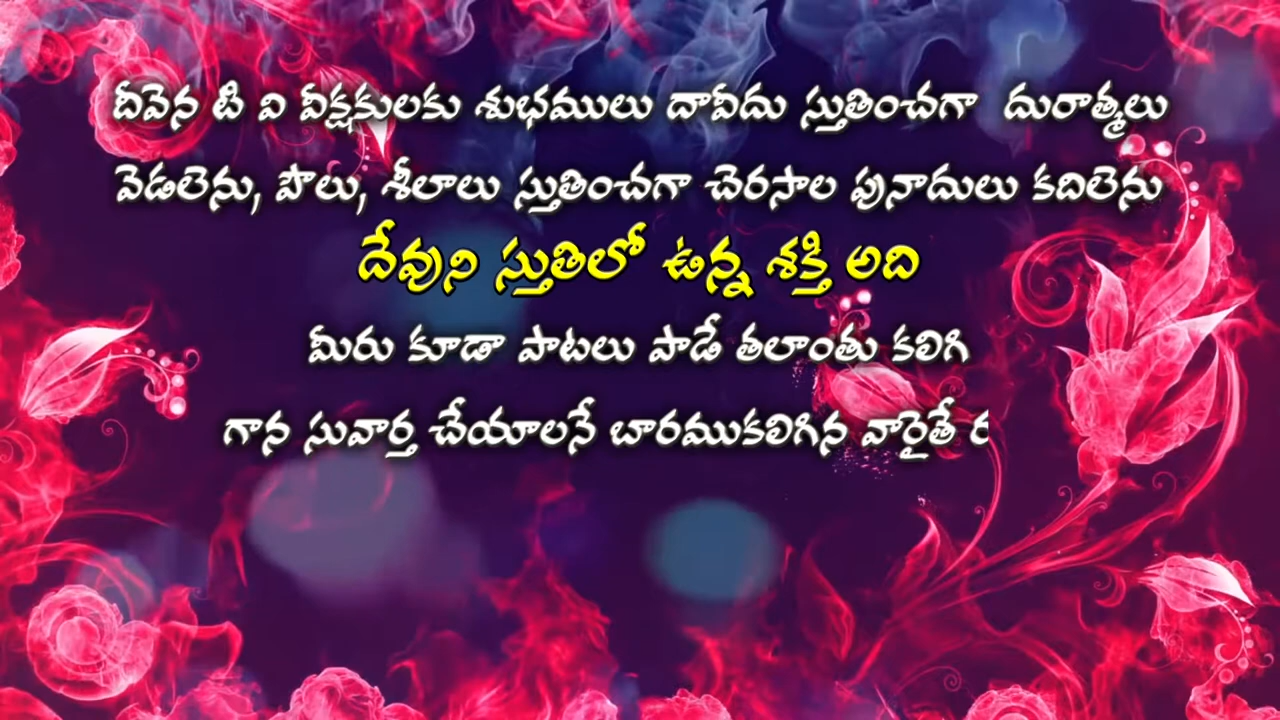 దీవెన టి వి వీక్షకులకు శుభములు దావీదు స్తుతించగా దురాత్మలు
వెడలెను, పౌలు, శీలాలు స్తుతించగా చెరసాల పునాదులు కదిలెను
దేవుని స్తుతిలో ఉన్న శక్తి అది
మీరు కూడా పాటలు పాడే తలాంతు కలిగి
గాన సువార్త చేయాలనే బారముకలిగిన వారైతే